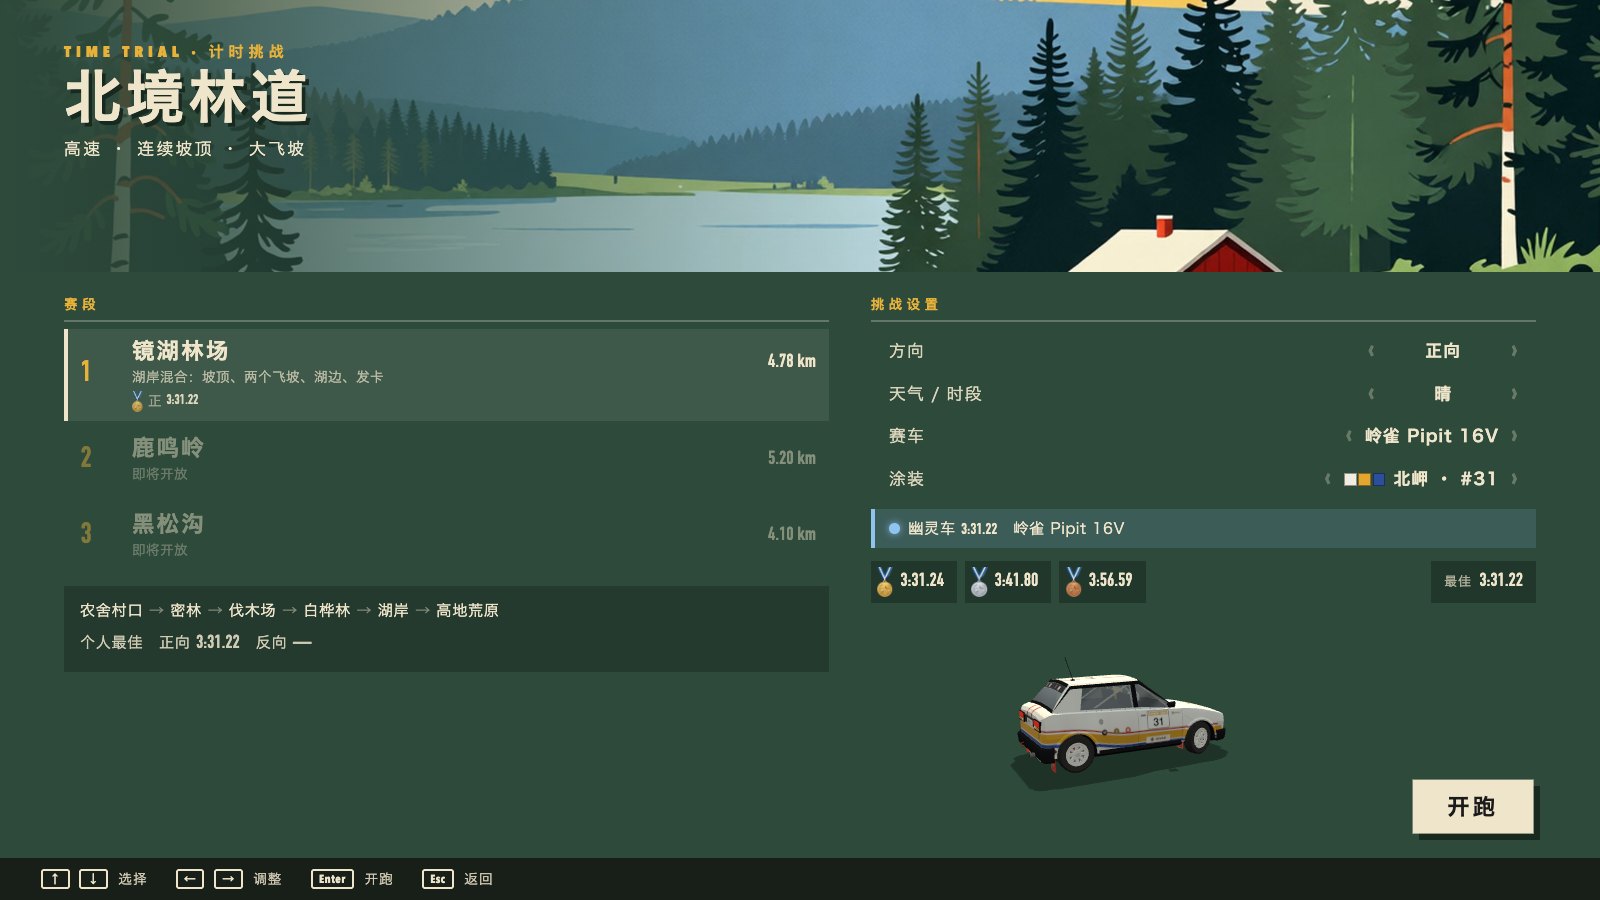 TIME TRIAL · 计时挑战
北境林道
高速 · 连续坡顶 · 大飞坡
赛段
1 镜湖林场 4.78 km
湖岸混合：坡顶、两个飞坡、湖边、发卡
正 3:31.22
2 鹿鸣岭 5.20 km
即将开放
3 黑松沟 4.10 km
即将开放
农舍村口 → 密林 → 伐木场 → 白桦林 → 湖岸 → 高地荒原
个人最佳 正向 3:31.22 反向 —
挑战设置
方向 正向
天气 / 时段 晴
赛车 岭雀 Pipit 16V
涂装 北岬 · #31
幽灵车 3:31.22 岭雀 Pipit 16V
3:31.24 3:41.80 3:56.59 最佳 3:31.22
31
开跑
↑ ↓ 选择 ← → 调整 Enter 开跑 Esc 返回